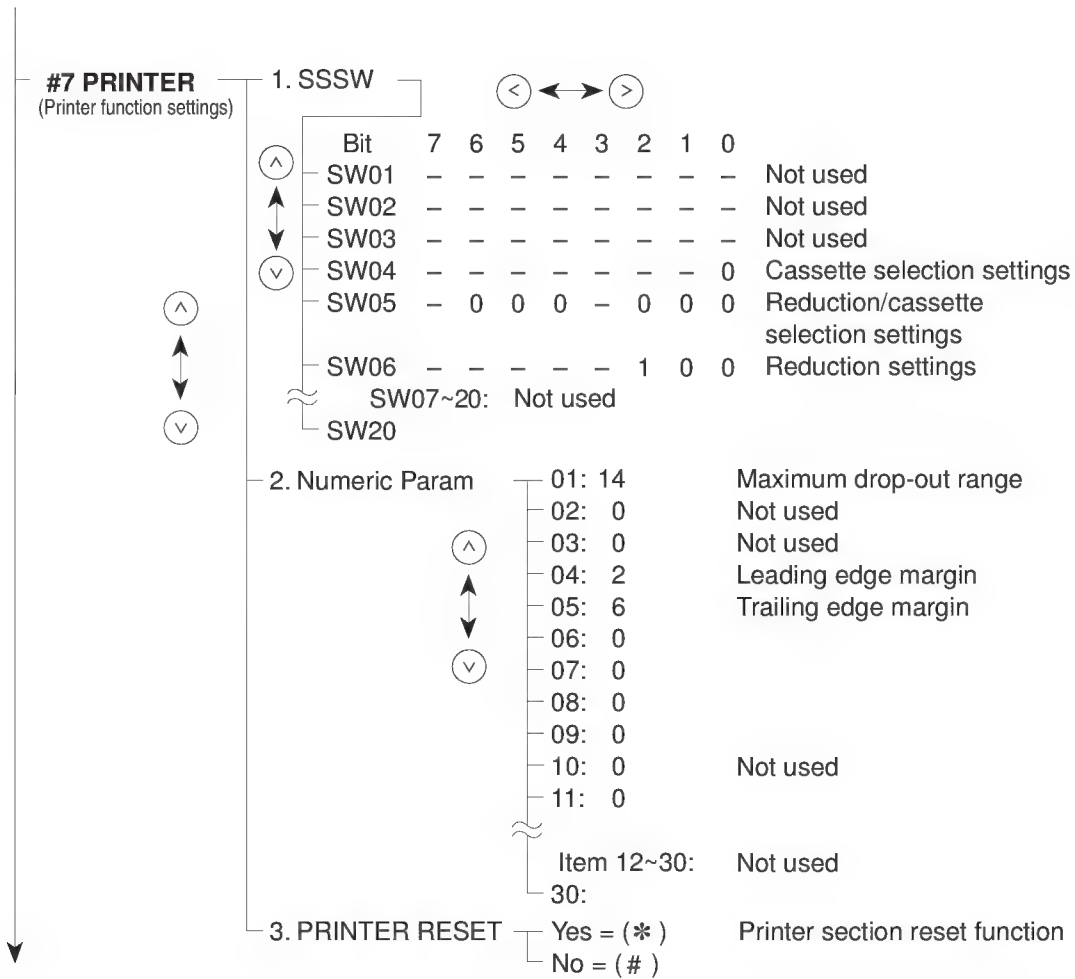 #7 PRINTER
(Printer function settings)
1. SSSW
< >
Bit 7 6 5 4 3 2 1 0
SW01 – – – – – – – – Not used
SW02 – – – – – – – – Not used
SW03 – – – – – – – – Not used
SW04 – – – – – – – 0 Cassette selection settings
SW05 – 0 0 0 – 0 0 0 Reduction/cassette
selection settings
SW06 – – – – – 1 0 0 Reduction settings
SW07~20: Not used
SW20
2. Numeric Param
01: 14 Maximum drop-out range
02: 0 Not used
03: 0 Not used
04: 2 Leading edge margin
05: 6 Trailing edge margin
06: 0
07: 0
08: 0
09: 0
10: 0 Not used
11: 0
Item 12~30: Not used
30:
3. PRINTER RESET
Yes = (✱) Printer section reset function
No = (#)